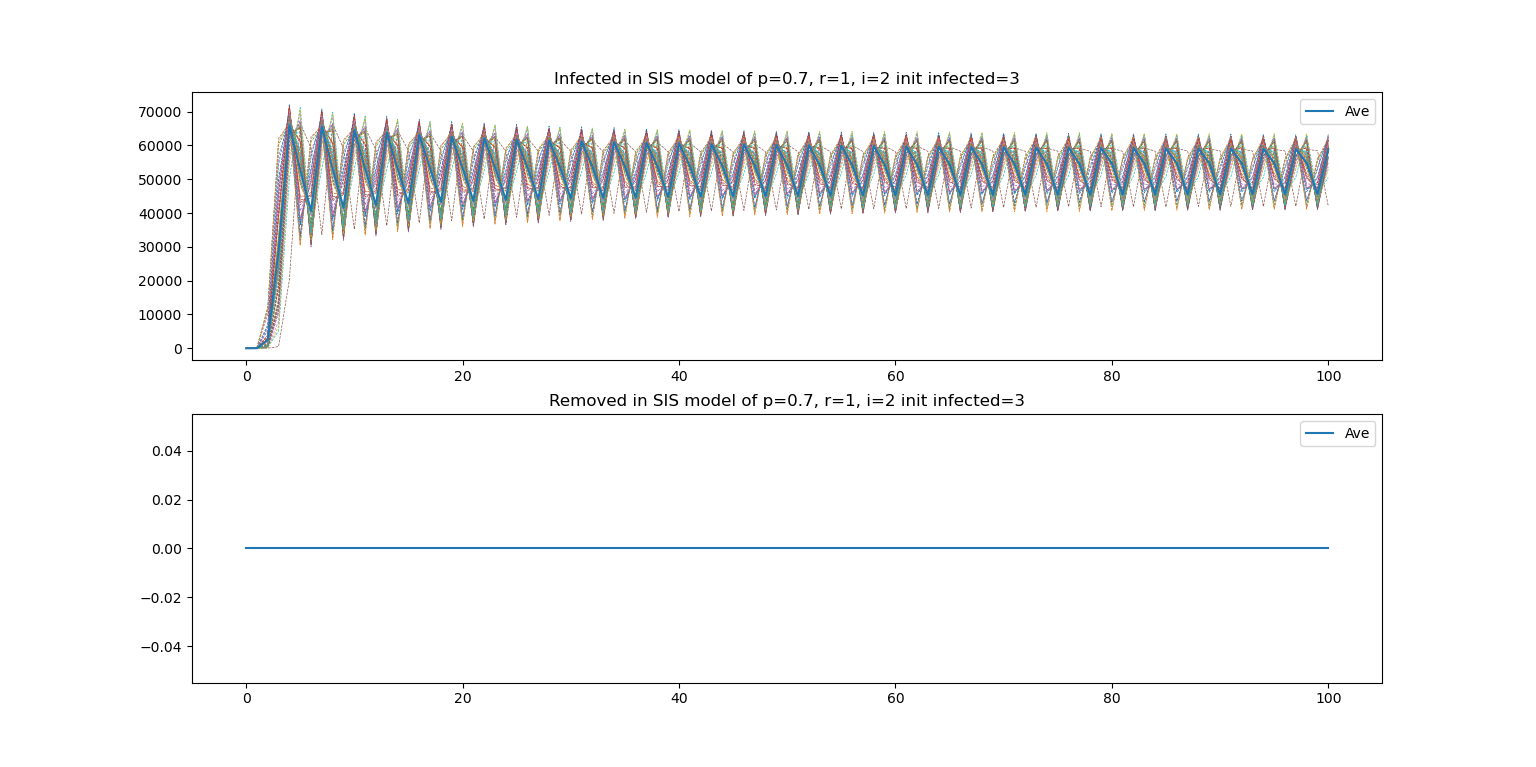 Infected in SIS model of p=0.7, r=1, i=2 init infected=3
Ave
70000
60000
50000
40000
30000
20000
10000
0
0 20 40 60 80 100
Removed in SIS model of p=0.7, r=1, i=2 init infected=3
Ave
0.04
0.02
0.00
−0.02
−0.04
0 20 40 60 80 100